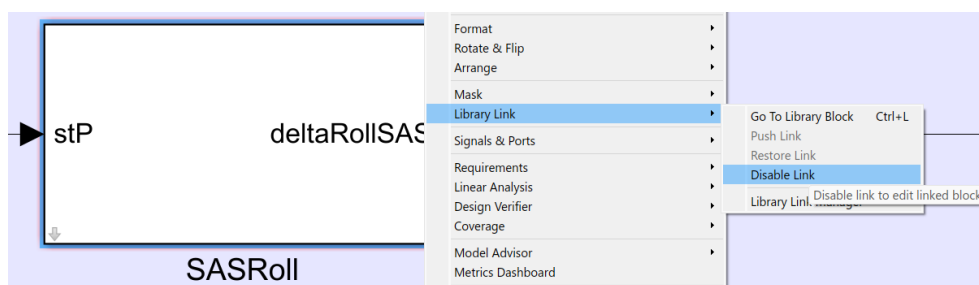 stP
deltaRollSAS
SASRoll
Format
Rotate & Flip
Arrange
Mask
Library Link
Signals & Ports
Requirements
Linear Analysis
Design Verifier
Coverage
Model Advisor
Metrics Dashboard
Go To Library Block Ctrl+L
Push Link
Restore Link
Disable Link
Disable link to edit linked block
Library Link Manager